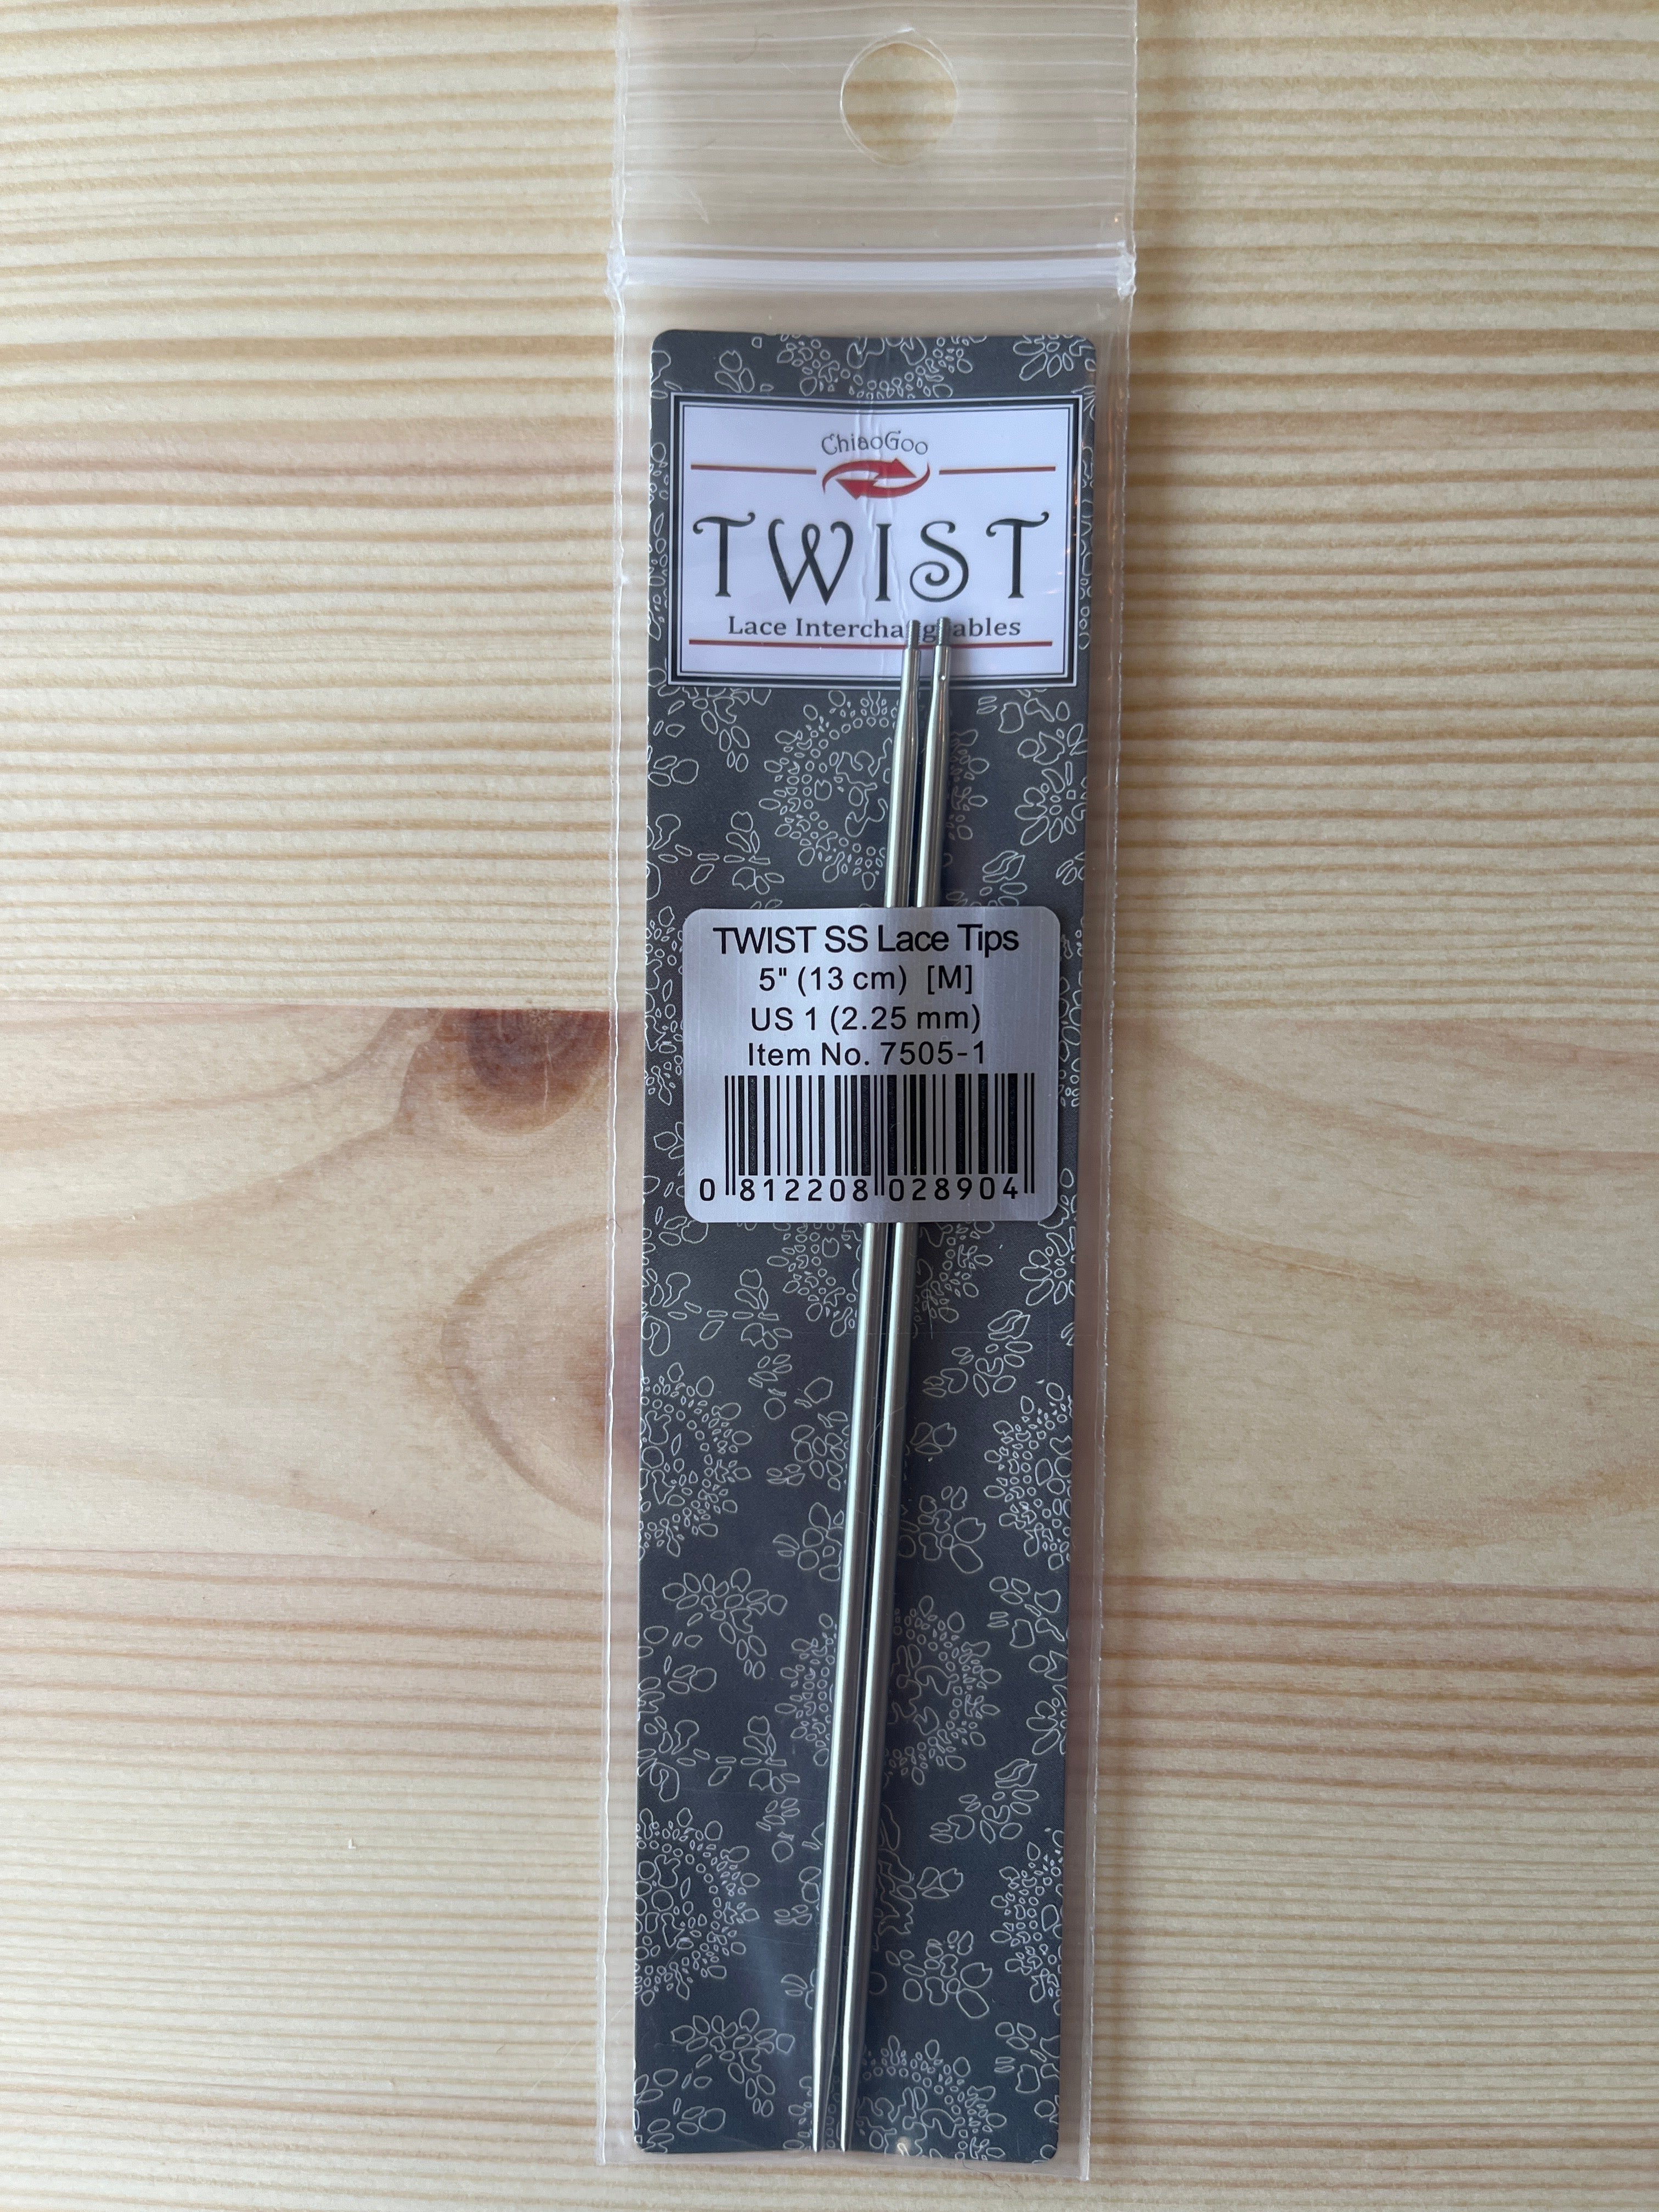 ChiaoGoo
TWIST
Lace Interchangeables
TWIST SS Lace Tips
5" (13 cm) [M]
US 1 (2.25 mm)
Item No. 7505-1
0 812208 028904